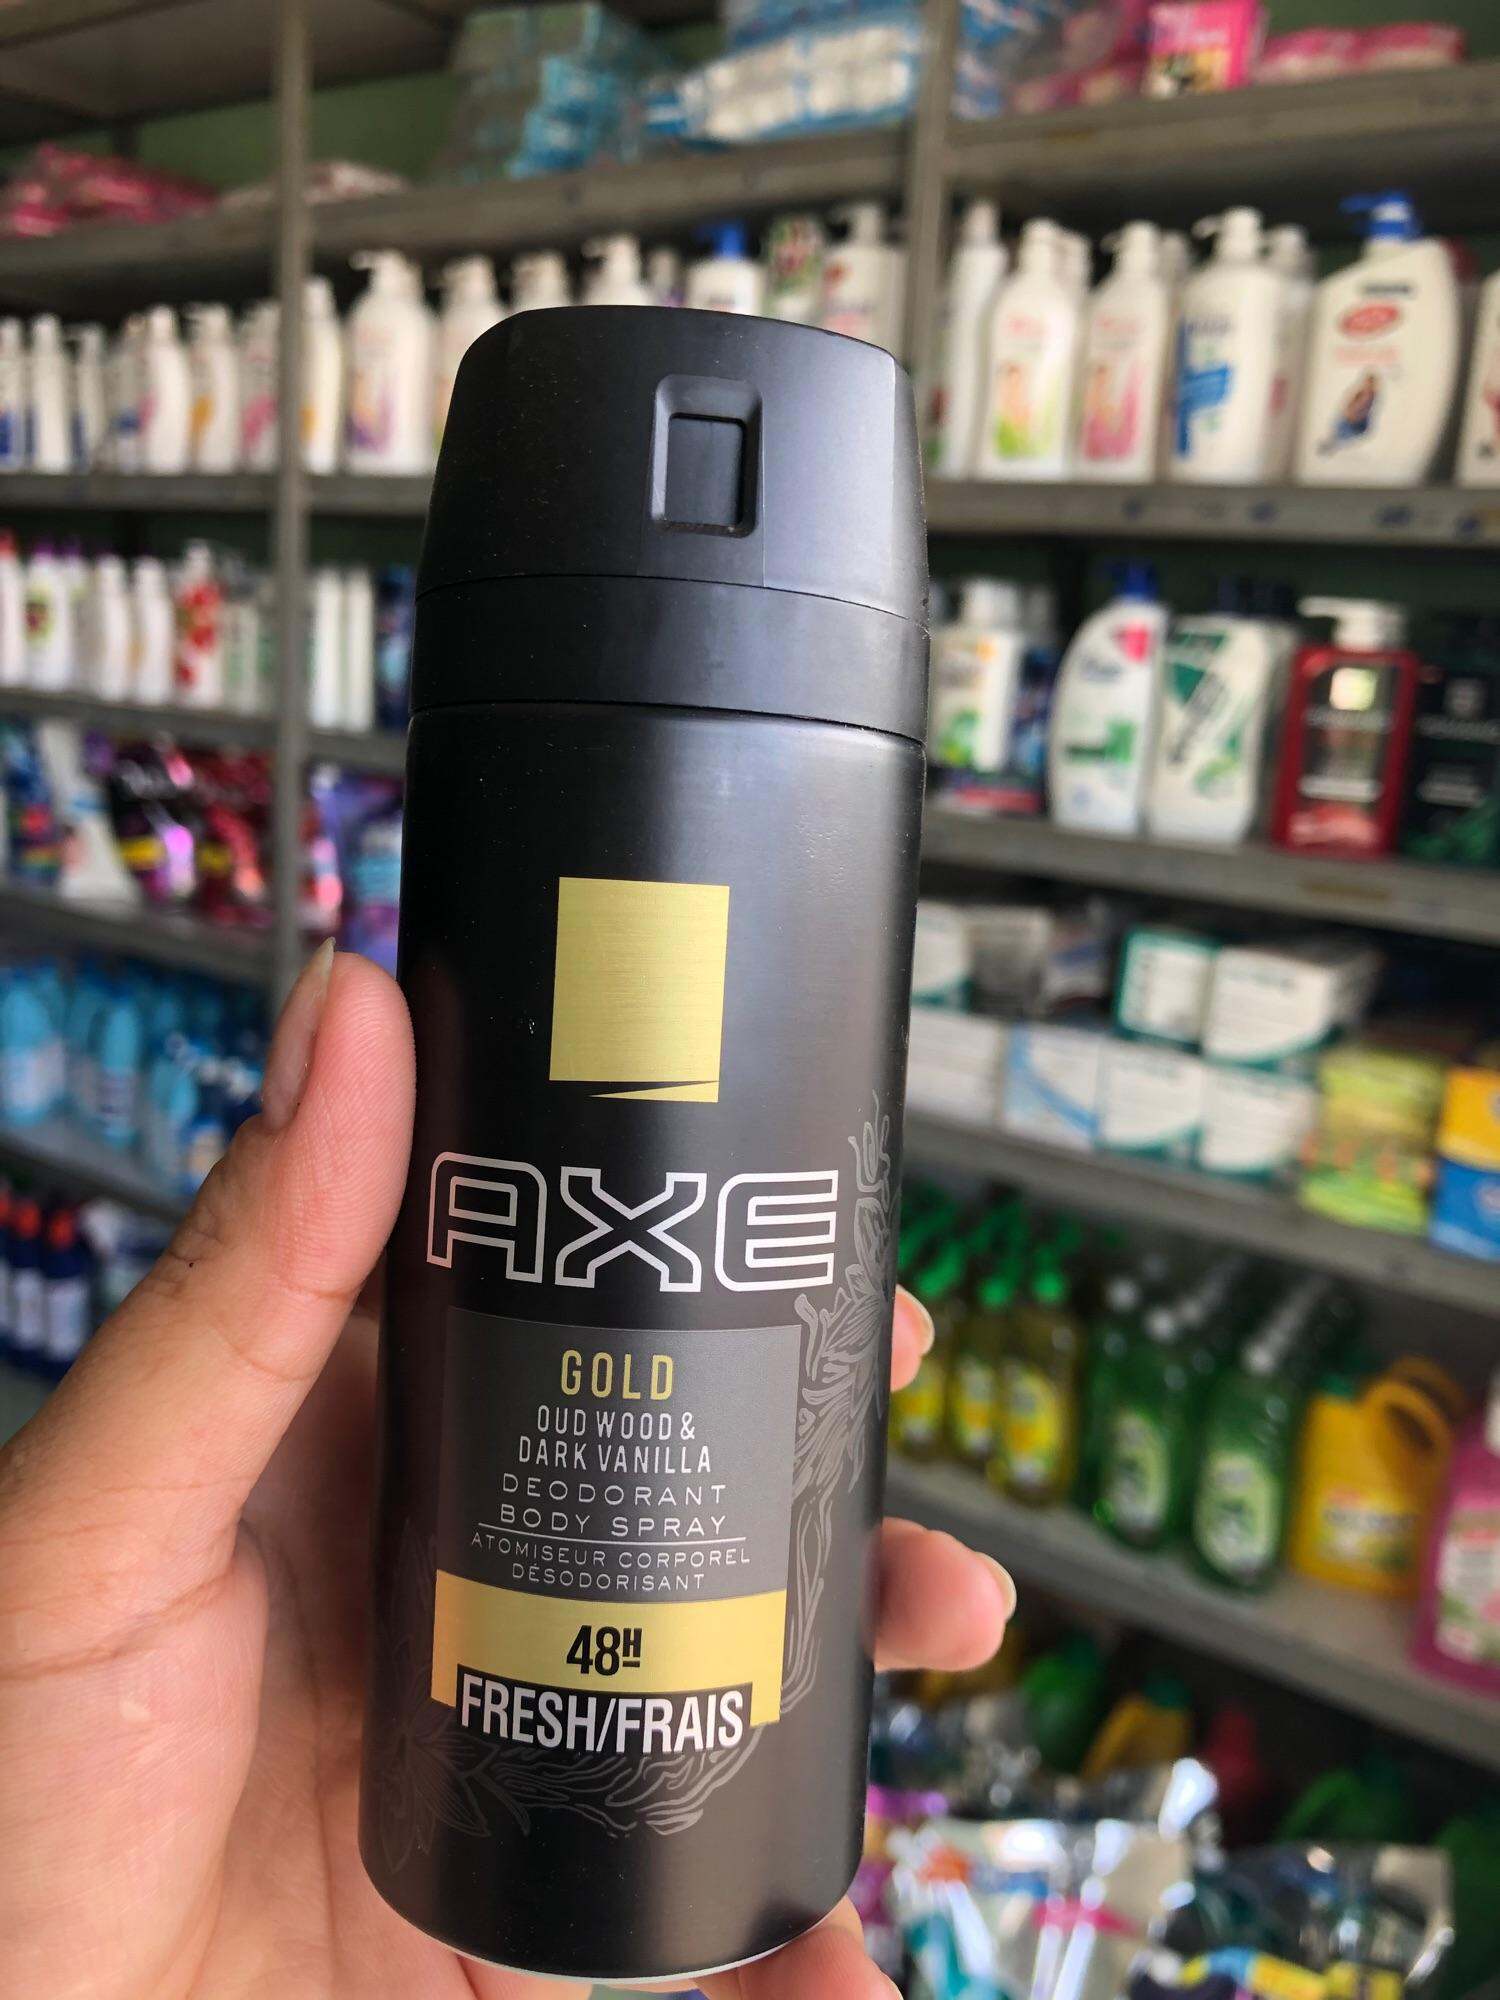 AXE
GOLD
OUD WOOD &
DARK VANILLA
DEODORANT
BODY SPRAY
ATOMISEUR CORPOREL
DÉSODORISANT
48H
FRESH/FRAIS